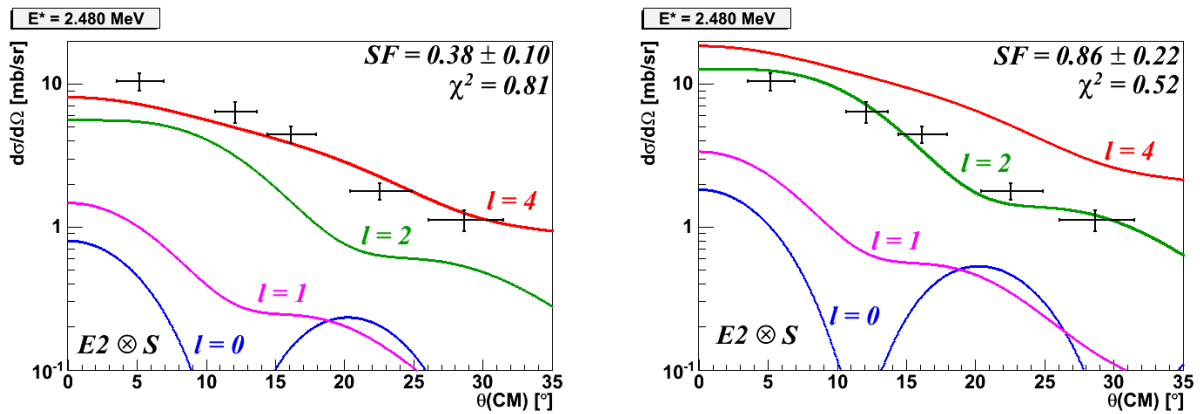 E* = 2.480 MeV
dσ/dΩ [mb/sr]
SF = 0.38 ± 0.10
χ² = 0.81
10
1
10⁻¹
l = 4
l = 2
l = 1
l = 0
E2 ⊗ S
0 5 10 15 20 25 30 35
θ(CM) [°]
E* = 2.480 MeV
dσ/dΩ [mb/sr]
SF = 0.86 ± 0.22
χ² = 0.52
10
1
10⁻¹
l = 4
l = 2
l = 1
l = 0
E2 ⊗ S
0 5 10 15 20 25 30 35
θ(CM) [°]